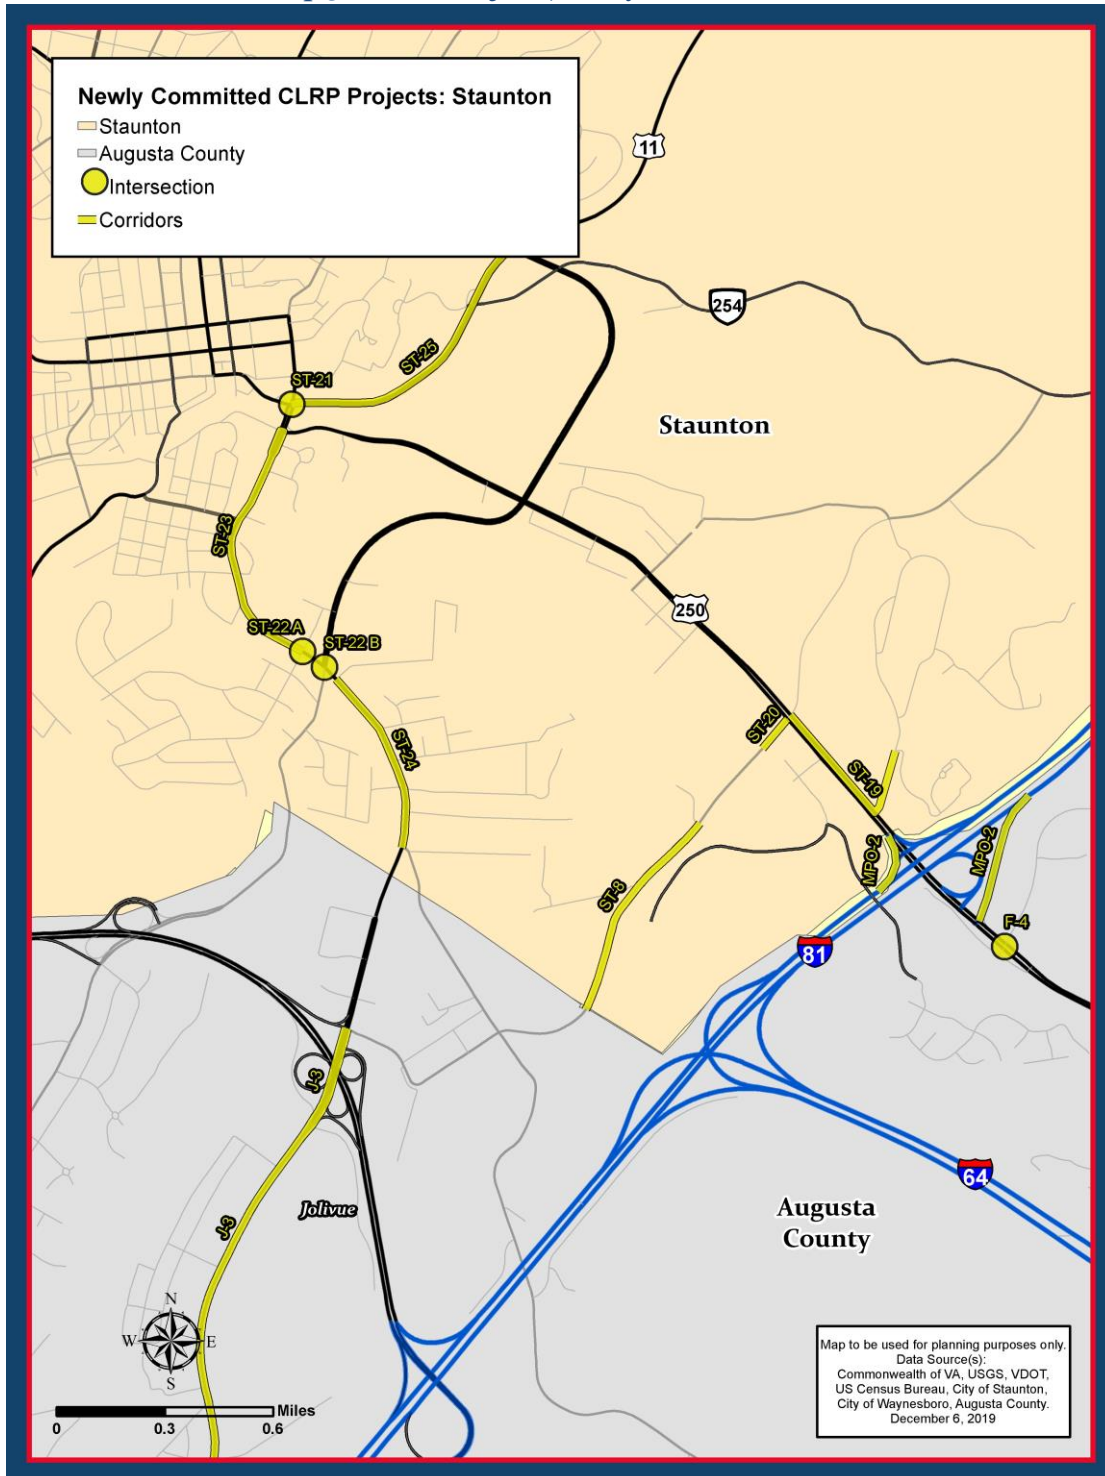 Newly Committed CLRP Projects: Staunton
Staunton
Augusta County
Intersection
Corridors
11
254
ST-25
ST-21
Staunton
ST-23
250
ST-22 A
ST-22 B
ST-20
ST-24
ST-19
MPO-2
MPO-2
ST-8
F-4
81
J-3
64
Jolivue
Augusta
County
J-3
N
W
E
S
Miles
0
0.3
0.6
Map to be used for planning purposes only.
Data Source(s):
Commonwealth of VA, USGS, VDOT,
US Census Bureau, City of Staunton,
City of Waynesboro, Augusta County.
December 6, 2019